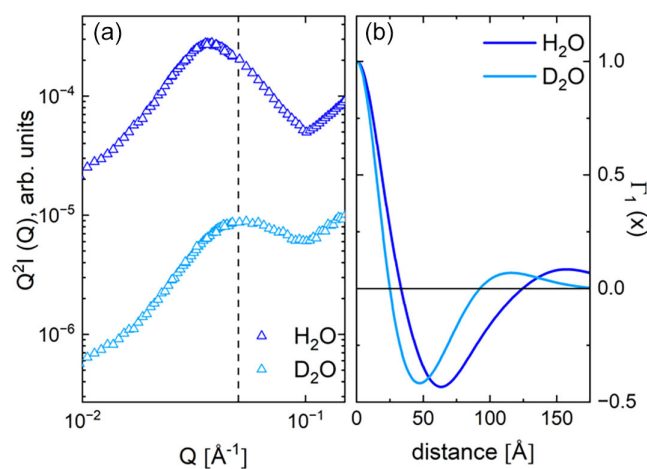 (a)
10⁻⁴
10⁻⁵
10⁻⁶
Q²I (Q), arb. units
H₂O
D₂O
10⁻²
10⁻¹
Q [Å⁻¹]
(b)
H₂O
D₂O
1.0
0.5
0.0
−0.5
Γ₁ (x)
0
50
100
150
distance [Å]